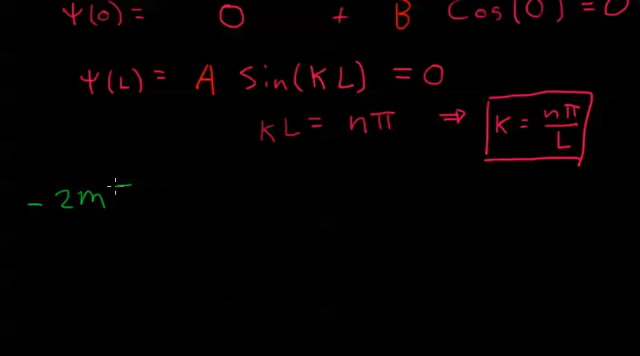 Ψ(0) = 0 + B Cos(0) = 0
Ψ(L) = A Sin(KL) = 0
KL = nπ ⇒ K = nπ/L
- 2m